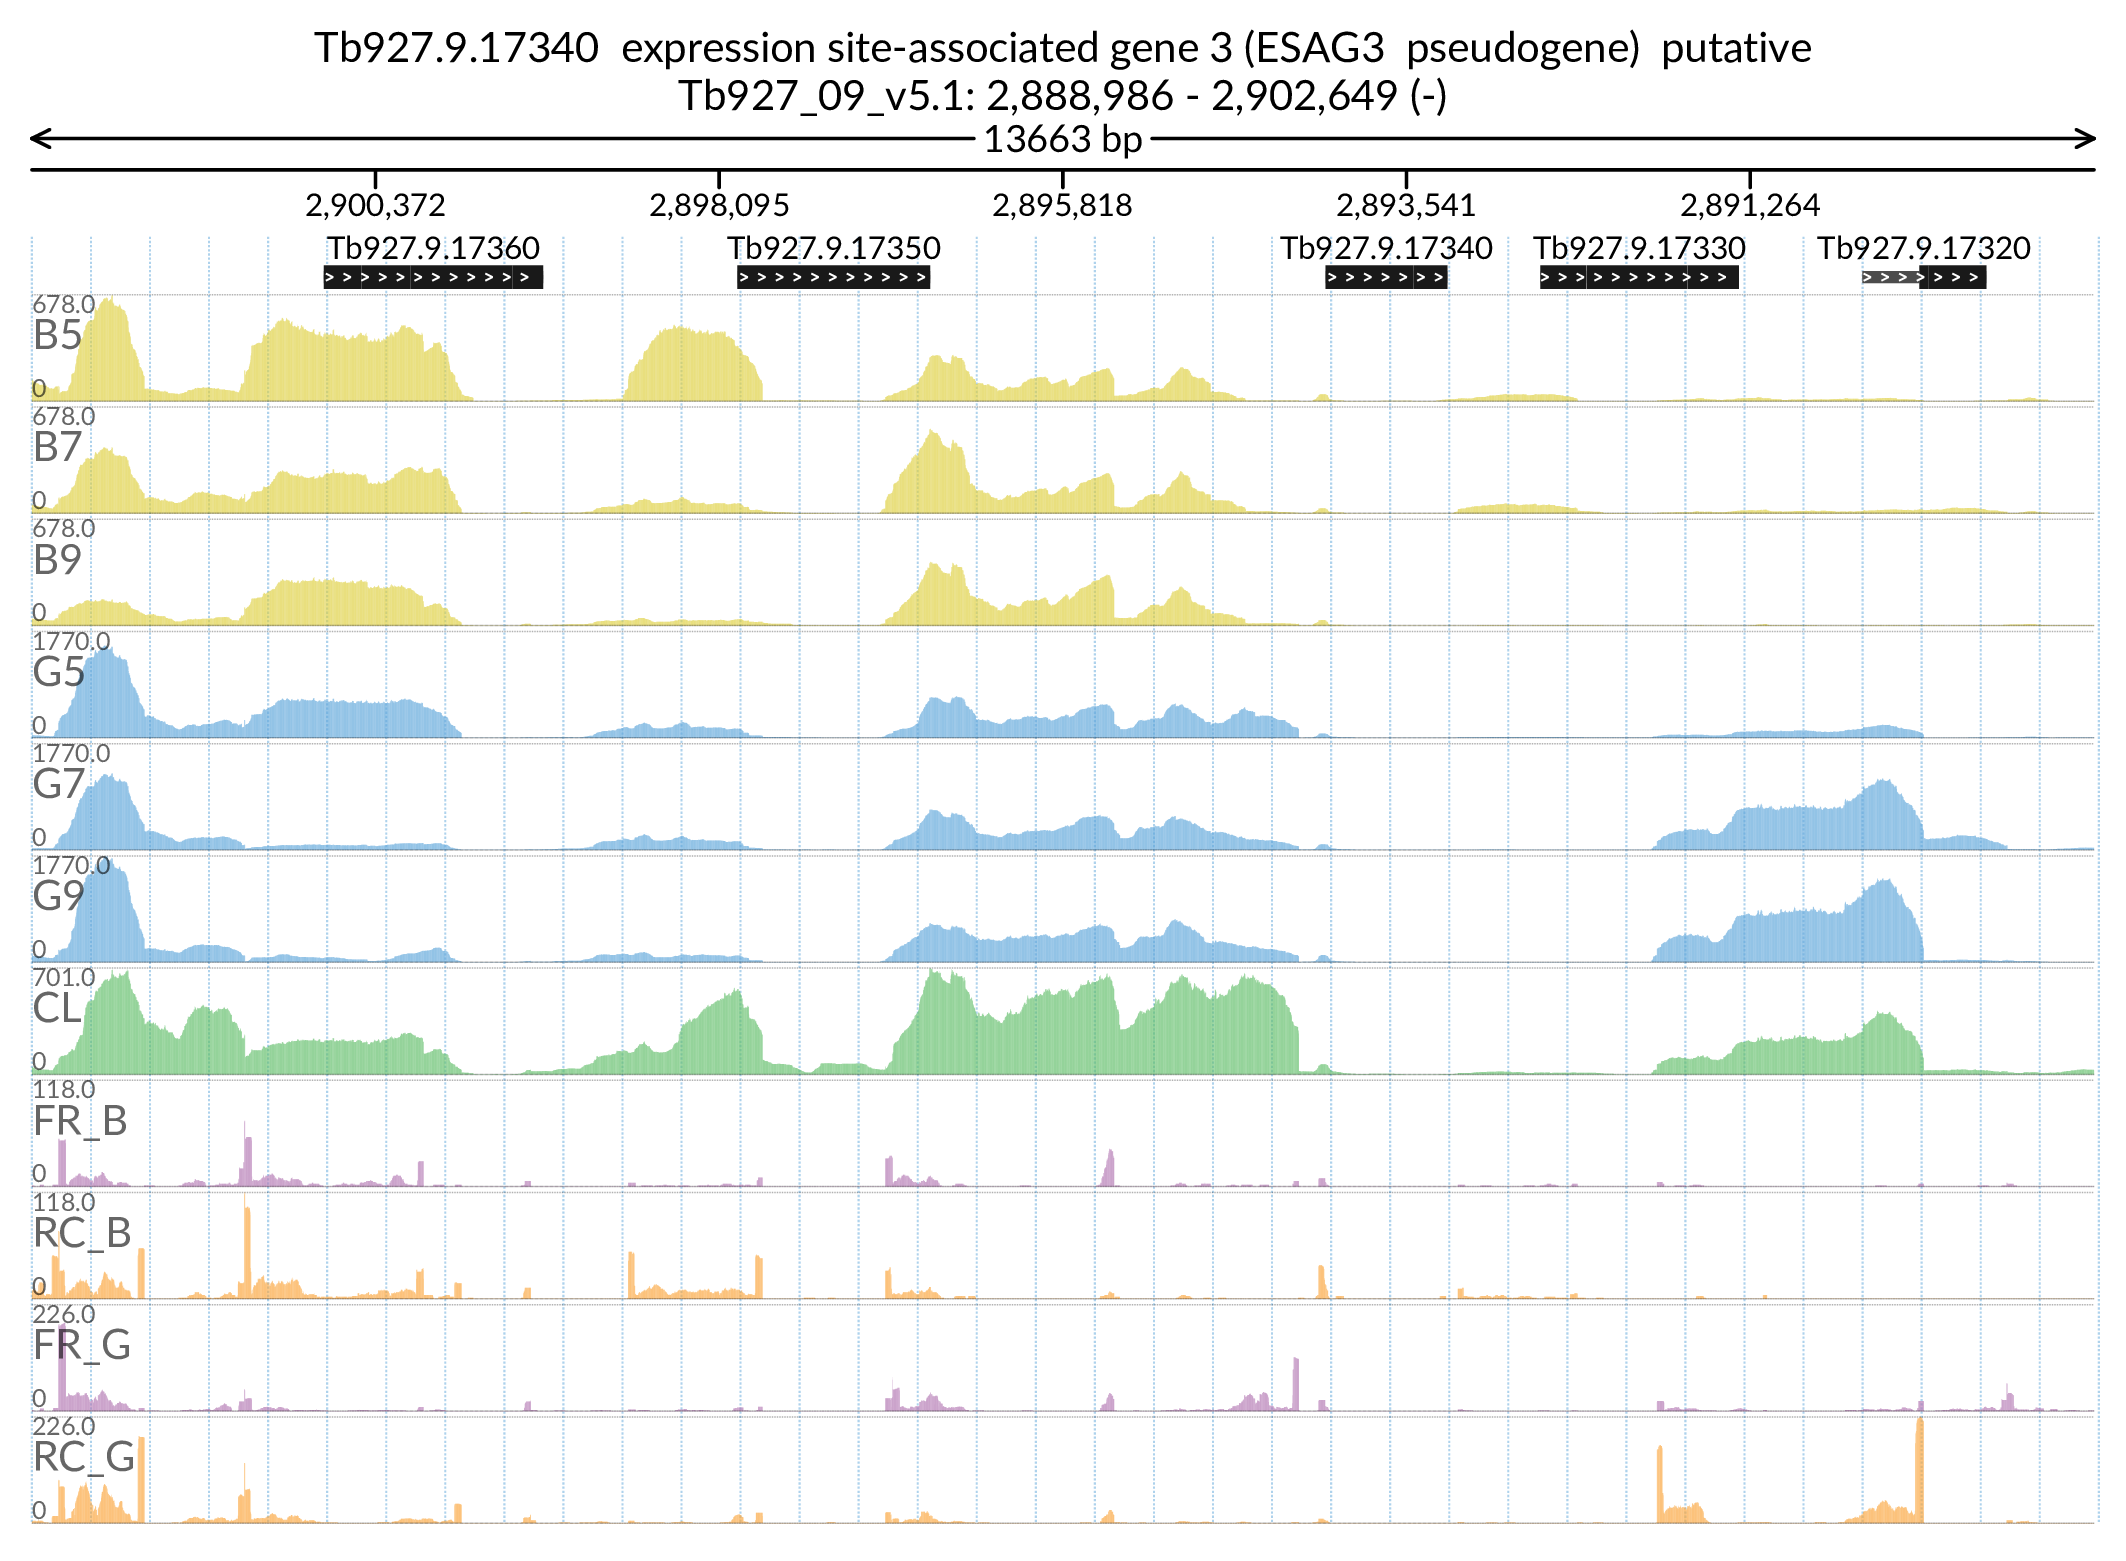 Tb927.9.17340 expression site-associated gene 3 (ESAG3 pseudogene) putative
Tb927_09_v5.1: 2,888,986 - 2,902,649 (-)
13663 bp
2,900,372 2,898,095 2,895,818 2,893,541 2,891,264
Tb927.9.17360 Tb927.9.17350 Tb927.9.17340 Tb927.9.17330 Tb927.9.17320
678.0
B5
0
678.0
B7
0
678.0
B9
0
1770.0
G5
0
1770.0
G7
0
1770.0
G9
0
701.0
CL
0
118.0
FR_B
0
118.0
RC_B
0
226.0
FR_G
0
226.0
RC_G
0